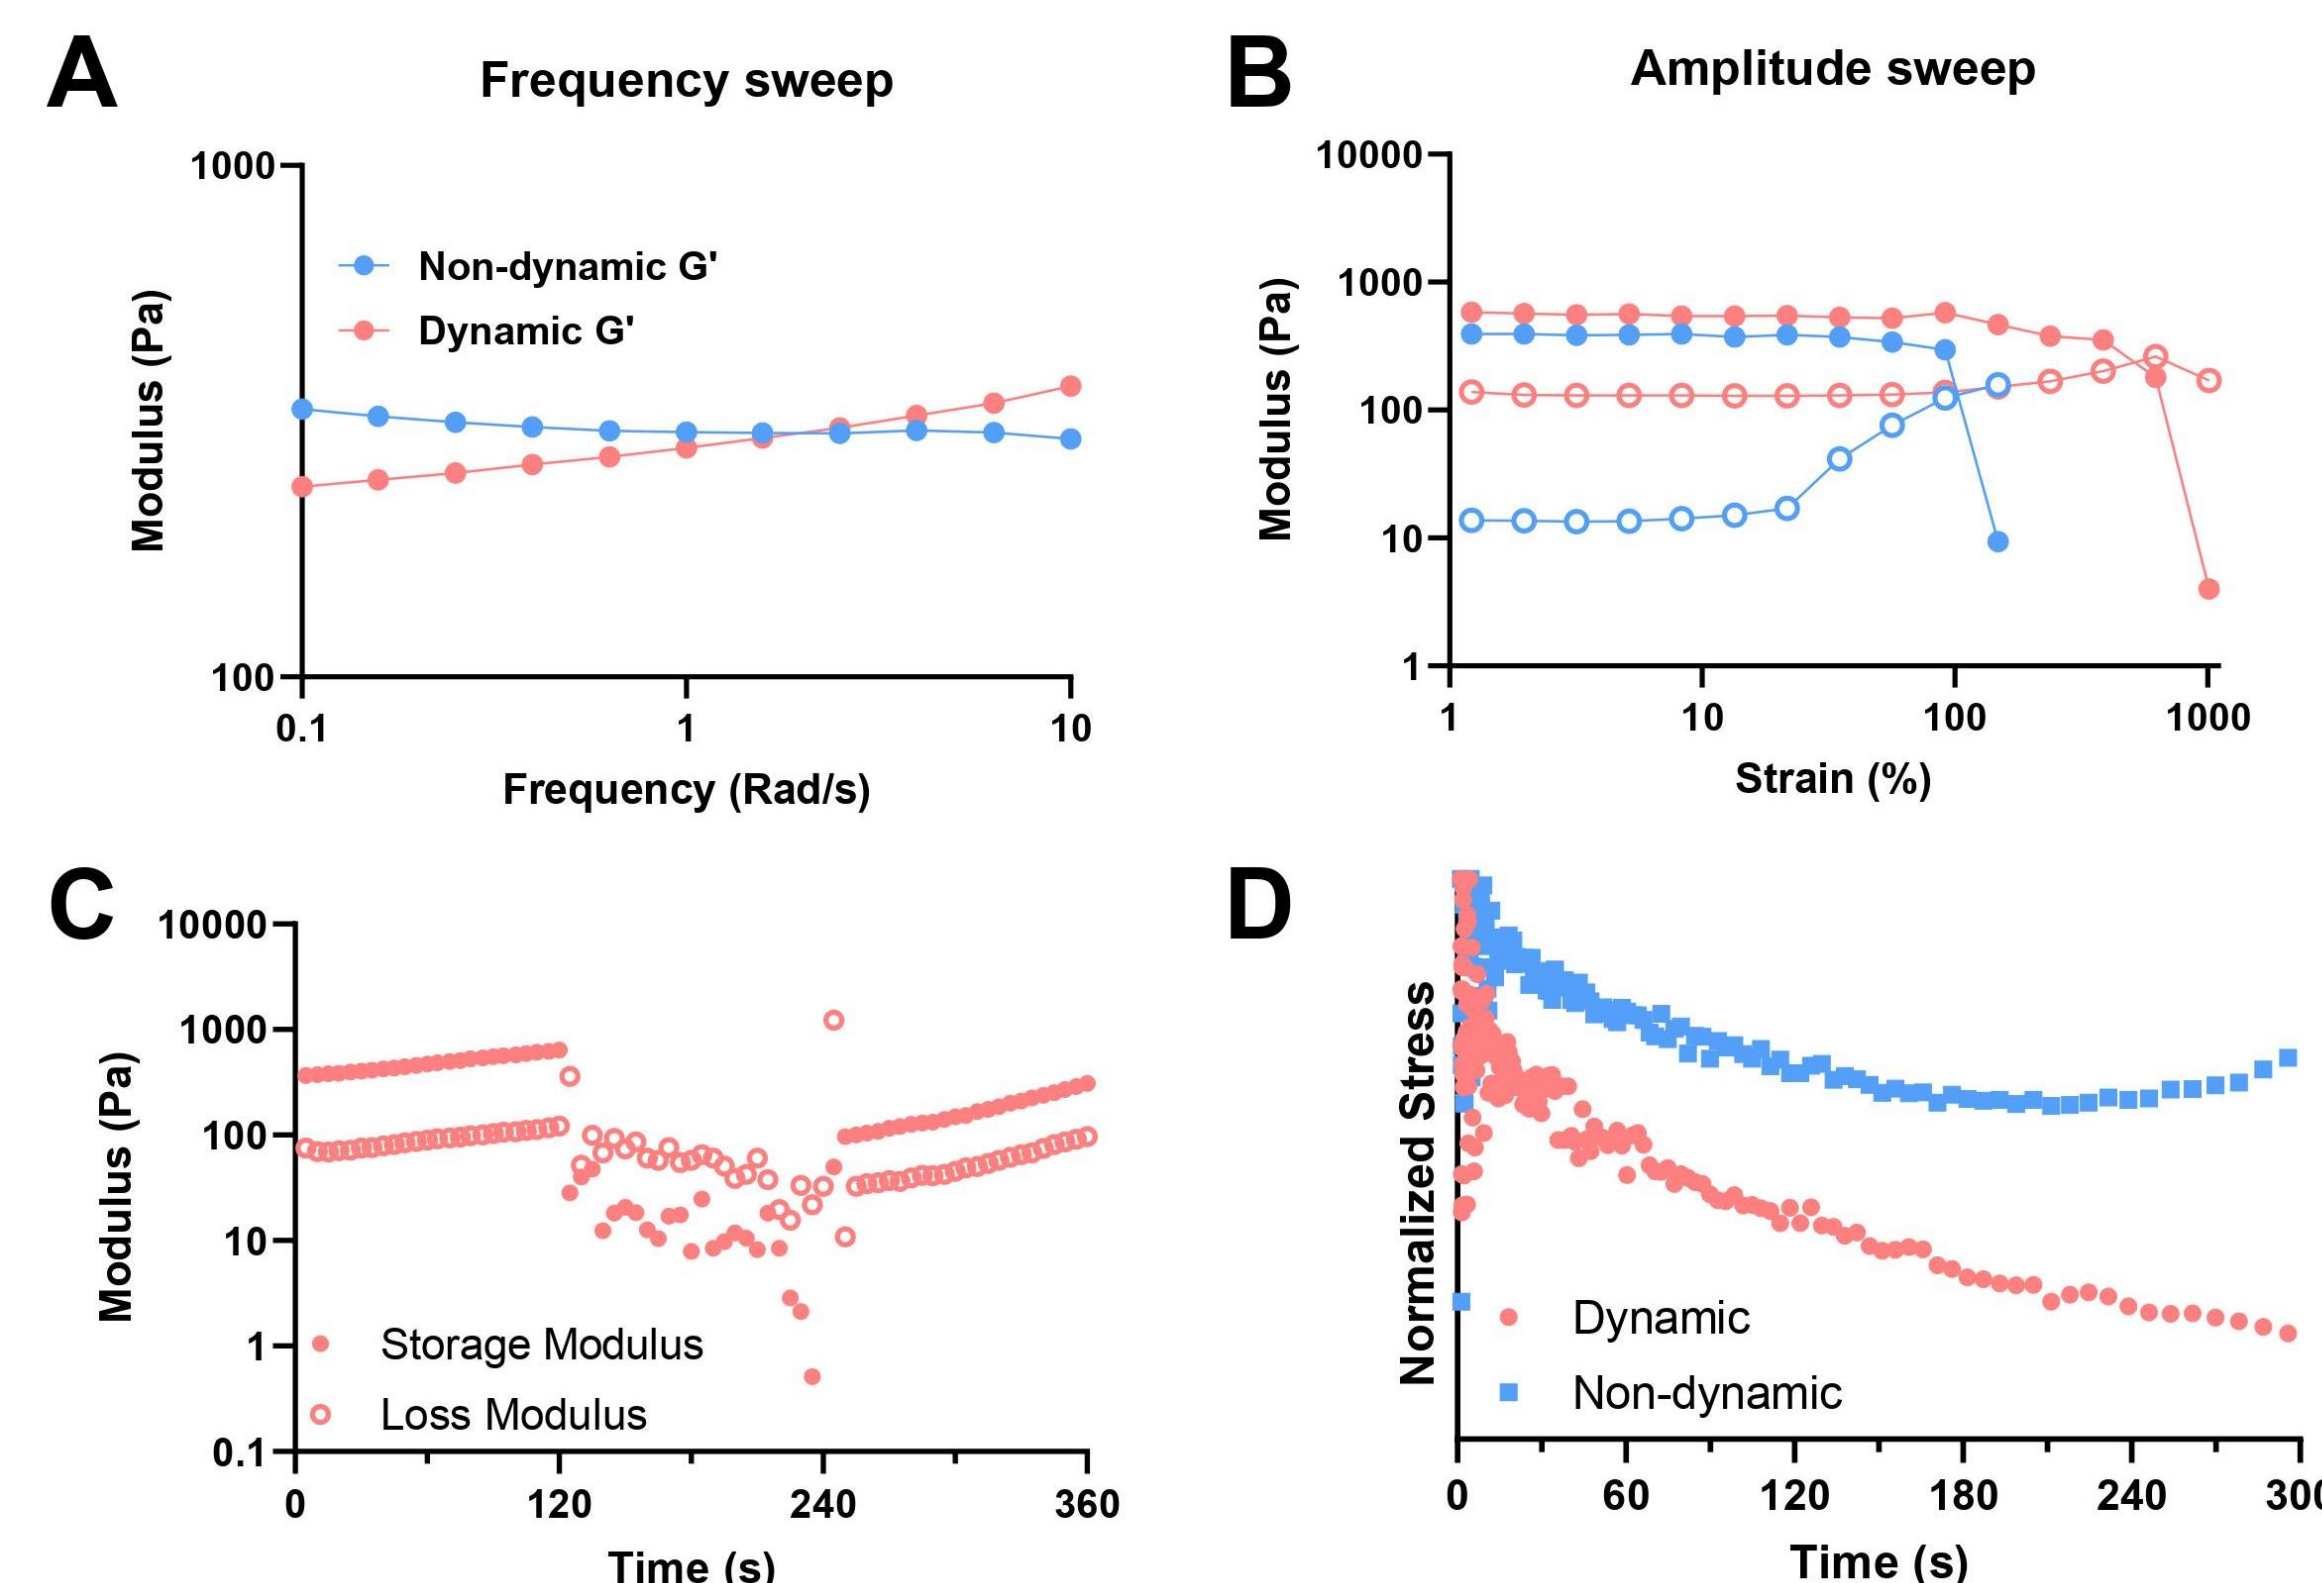 A
Frequency sweep
1000
100
Modulus (Pa)
Non-dynamic G'
Dynamic G'
0.1
1
10
Frequency (Rad/s)
B
Amplitude sweep
10000
1000
100
10
1
Modulus (Pa)
1
10
100
1000
Strain (%)
C
10000
1000
100
10
1
0.1
Modulus (Pa)
Storage Modulus
Loss Modulus
0
120
240
360
Time (s)
D
Normalized Stress
Dynamic
Non-dynamic
0
60
120
180
240
300
Time (s)